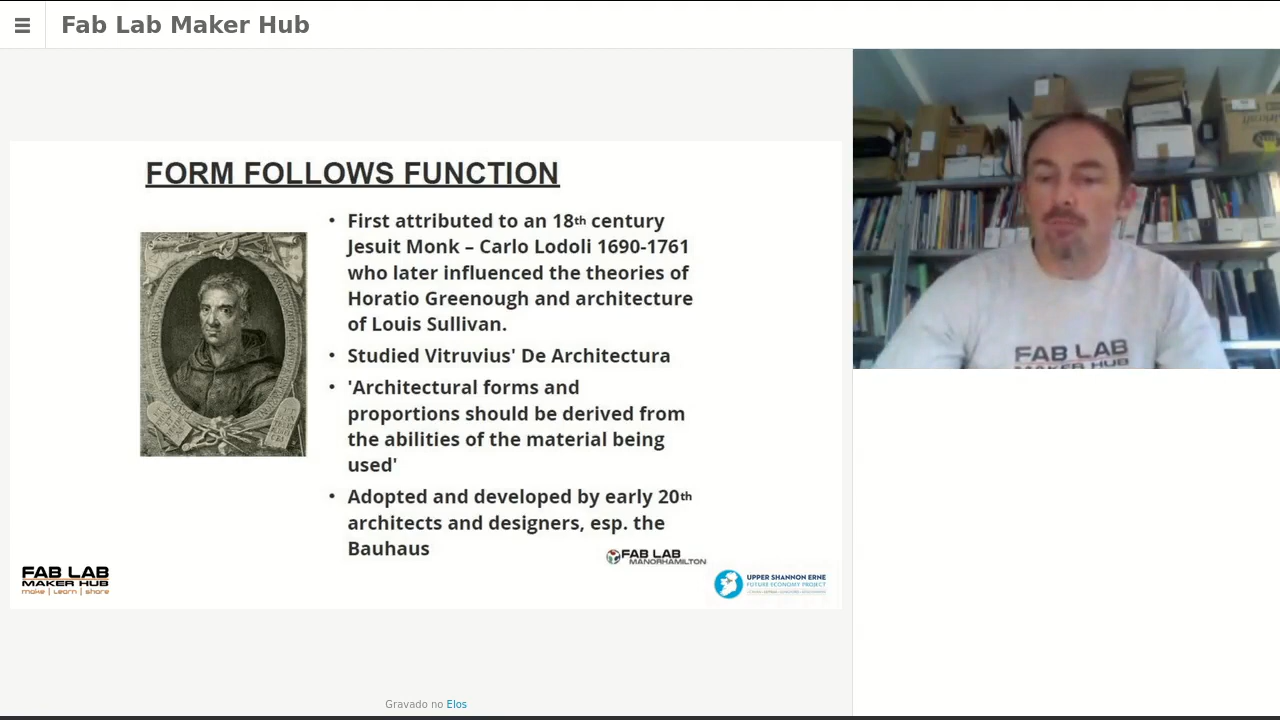 Fab Lab Maker Hub
FORM FOLLOWS FUNCTION
• First attributed to an 18th century
Jesuit Monk – Carlo Lodoli 1690-1761
who later influenced the theories of
Horatio Greenough and architecture
of Louis Sullivan.
• Studied Vitruvius' De Architectura
• 'Architectural forms and
proportions should be derived from
the abilities of the material being
used'
• Adopted and developed by early 20th
architects and designers, esp. the
Bauhaus
FAB LAB
MANORHAMILTON
FAB LAB
MAKER HUB
make | Learn | share
UPPER SHANNON ERNE
FUTURE ECONOMY PROJECT
FAB LAB
MAKER HUB
Gravado no Elos